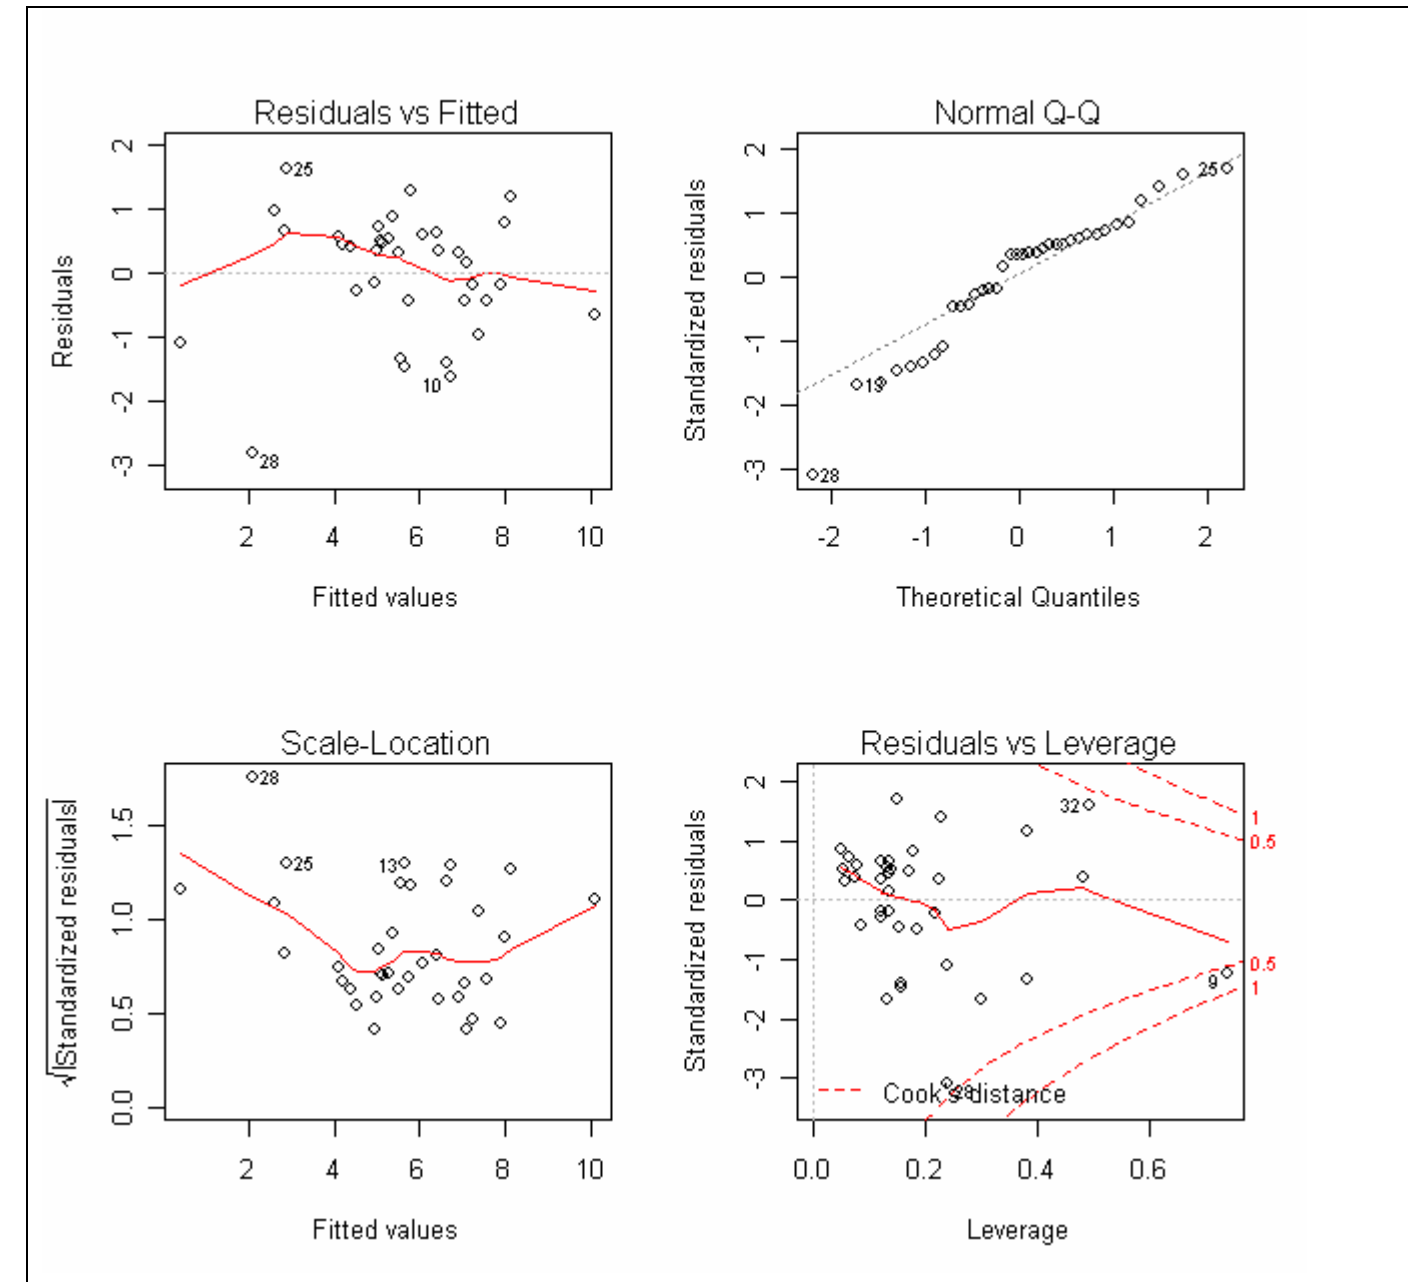 Residuals vs Fitted
Residuals
2
1
0
-1
-2
-3
25
10
28
2 4 6 8 10
Fitted values
Normal Q-Q
Standardized residuals
2
1
0
-1
-2
-3
25
13
28
-2 -1 0 1 2
Theoretical Quantiles
Scale-Location
√|Standardized residuals|
1.5
1.0
0.5
0.0
28
25
13
2 4 6 8 10
Fitted values
Residuals vs Leverage
Standardized residuals
2
1
0
-1
-2
-3
32
1
0.5
0.5
9
1
28
Cook's distance
0.0 0.2 0.4 0.6
Leverage